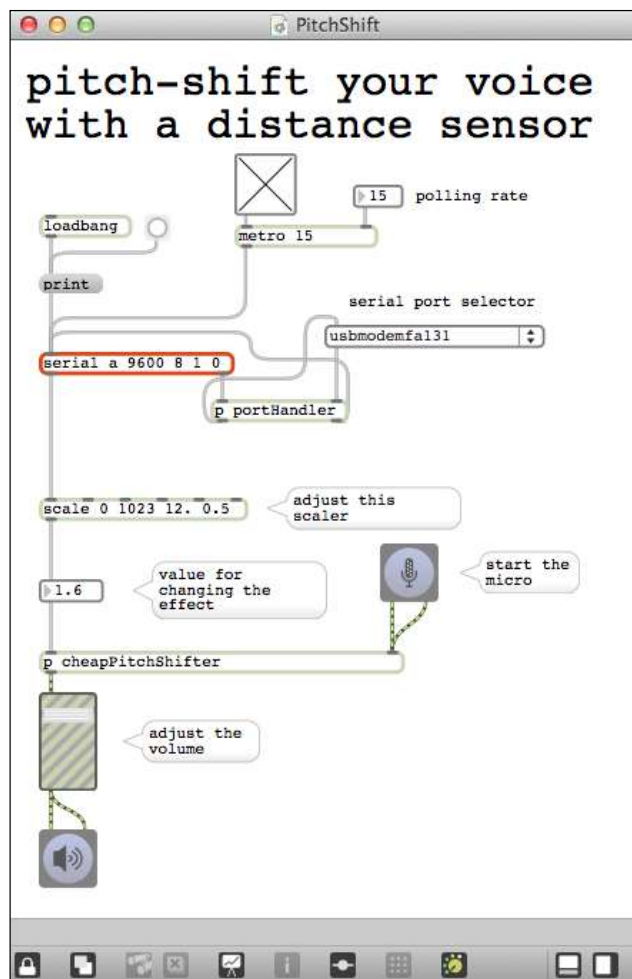 PitchShift
pitch-shift your voice
with a distance sensor
15 polling rate
loadbang
metro 15
print
serial port selector
usbmodemfa131
serial a 9600 8 1 0
p portHandler
scale 0 1023 12. 0.5
adjust this
scaler
1.6
value for
changing the
effect
start the
micro
p cheapPitchShifter
adjust the
volume